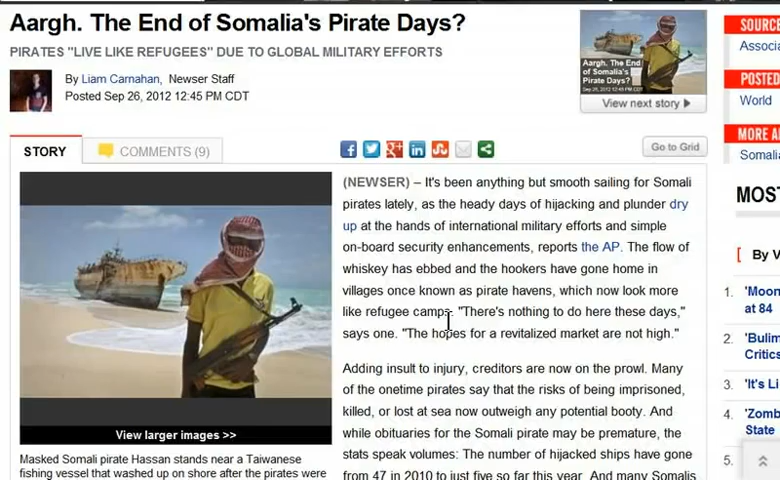 Aargh. The End of Somalia's Pirate Days?
PIRATES "LIVE LIKE REFUGEES" DUE TO GLOBAL MILITARY EFFORTS
By Liam Carnahan, Newser Staff
Posted Sep 26, 2012 12:45 PM CDT
Aargh. The End
of Somalia's
Pirate Days?
Sep 26, 2012 12:45 PM CDT
View next story
STORY
COMMENTS (9)
Go to Grid
View larger images >>
Masked Somali pirate Hassan stands near a Taiwanese
fishing vessel that washed up on shore after the pirates were
(NEWSER) – It's been anything but smooth sailing for Somali
pirates lately, as the heady days of hijacking and plunder dry
up at the hands of international military efforts and simple
on-board security enhancements, reports the AP. The flow of
whiskey has ebbed and the hookers have gone home in
villages once known as pirate havens, which now look more
like refugee camps. "There's nothing to do here these days,"
says one. "The hopes for a revitalized market are not high."
Adding insult to injury, creditors are now on the prowl. Many
of the onetime pirates say that the risks of being imprisoned,
killed, or lost at sea now outweigh any potential booty. And
while obituaries for the Somali pirate may be premature, the
stats speak volumes: The number of hijacked ships have gone
from 47 in 2010 to just five so far this year. And many Somalis
SOURCE
Associa
POSTED
World
MORE A
Somalia
MOST
By V
1. 'Moon
at 84
2. 'Bulim
Critics
3. 'It's Li
4. 'Zomb
State
5.